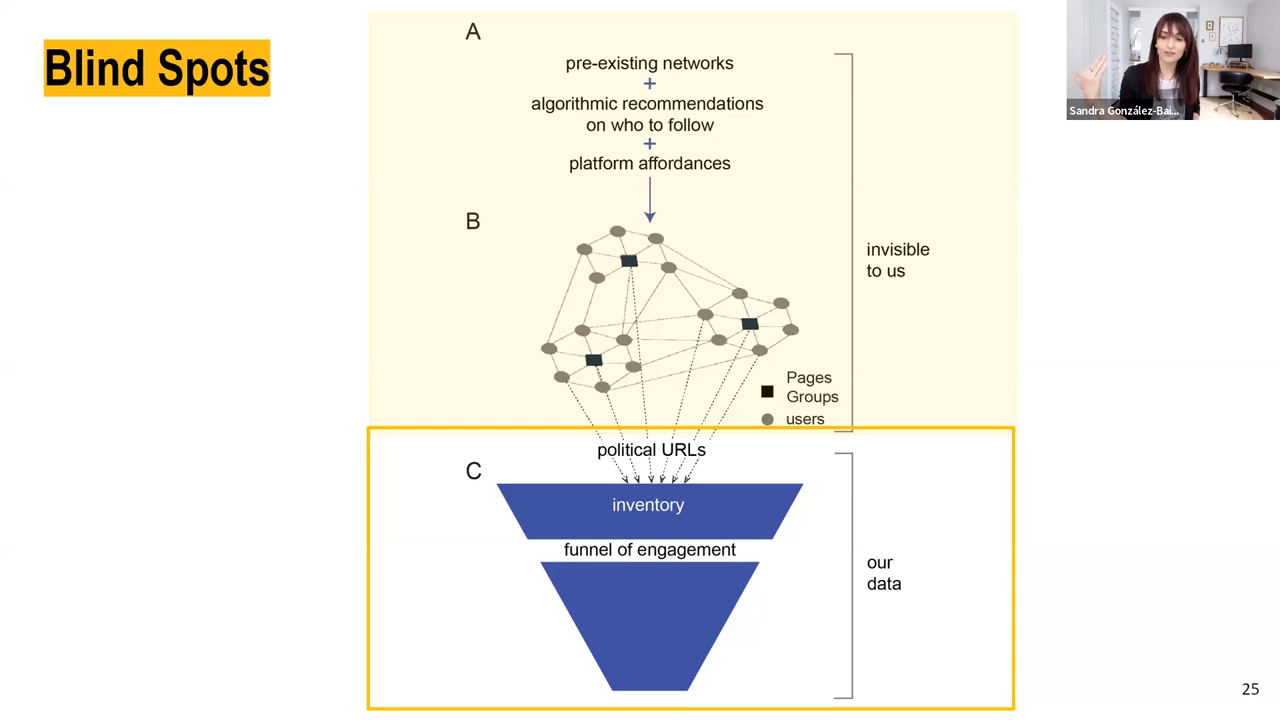 Blind Spots
A
pre-existing networks
+
algorithmic recommendations
on who to follow
+
platform affordances
B
invisible
to us
Pages
Groups
users
political URLs
C
inventory
funnel of engagement
our
data
Sandra González-Bai...
25